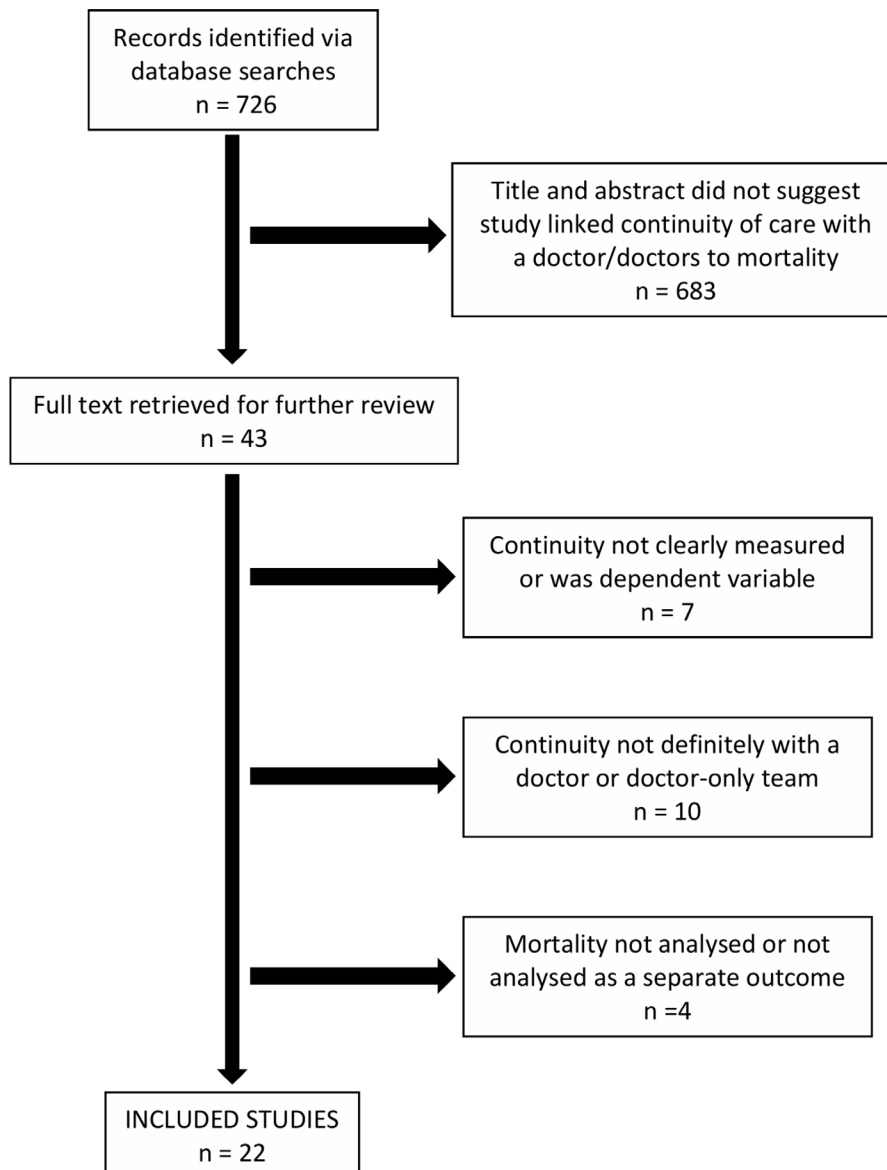 Records identified via
database searches
n = 726
Title and abstract did not suggest
study linked continuity of care with
a doctor/doctors to mortality
n = 683
Full text retrieved for further review
n = 43
Continuity not clearly measured
or was dependent variable
n = 7
Continuity not definitely with a
doctor or doctor-only team
n = 10
Mortality not analysed or not
analysed as a separate outcome
n =4
INCLUDED STUDIES
n = 22